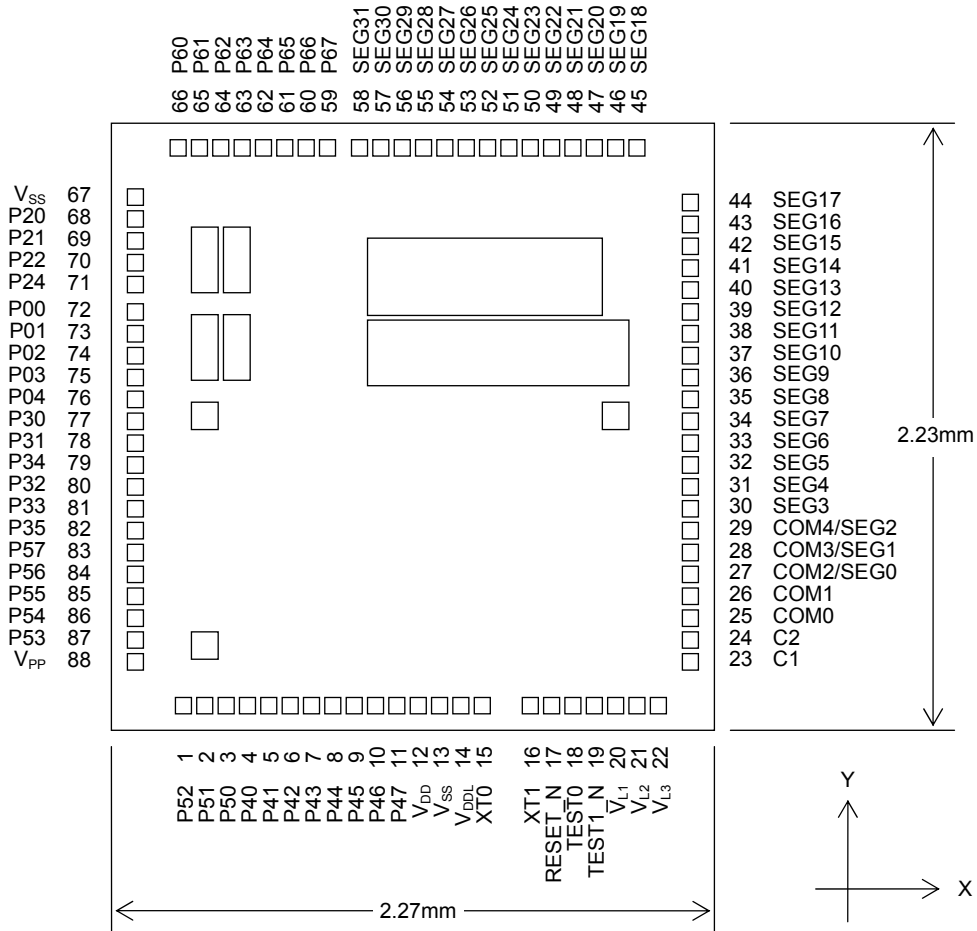 P60 P61 P62 P63 P64 P65 P66 P67 SEG31 SEG30 SEG29 SEG28 SEG27 SEG26 SEG25 SEG24 SEG23 SEG22 SEG21 SEG20 SEG19 SEG18
66 65 64 63 62 61 60 59 58 57 56 55 54 53 52 51 50 49 48 47 46 45
VSS 67
P20 68
P21 69
P22 70
P24 71
P00 72
P01 73
P02 74
P03 75
P04 76
P30 77
P31 78
P34 79
P32 80
P33 81
P35 82
P57 83
P56 84
P55 85
P54 86
P53 87
VPP 88
44 SEG17
43 SEG16
42 SEG15
41 SEG14
40 SEG13
39 SEG12
38 SEG11
37 SEG10
36 SEG9
35 SEG8
34 SEG7
33 SEG6
32 SEG5
31 SEG4
30 SEG3
29 COM4/SEG2
28 COM3/SEG1
27 COM2/SEG0
26 COM1
25 COM0
24 C2
23 C1
2.23mm
1 2 3 4 5 6 7 8 9 10 11 12 13 14 15 16 17 18 19 20 21 22
P52 P51 P50 P40 P41 P42 P43 P44 P45 P46 P47 VDD VSS VDDL XT0 XT1 RESET_N TEST0 TEST1_N VL1 VL2 VL3
2.27mm
Y
X